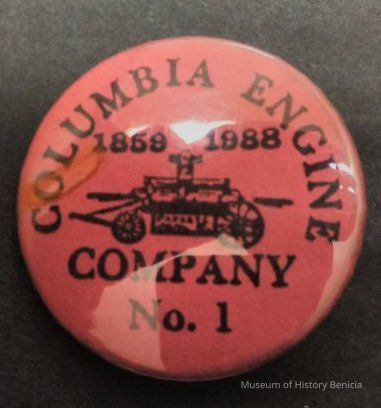 COLUMBIA ENGINE
1859 1988
COMPANY
No. 1
Museum of History Benicia